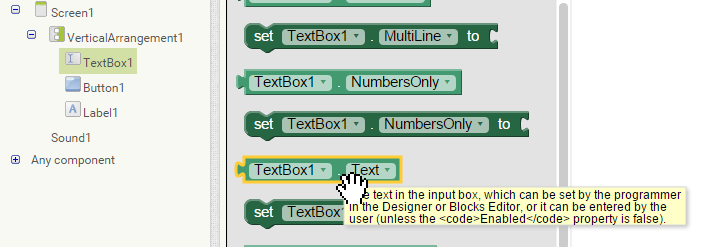 Screen1
VerticalArrangement1
TextBox1
Button1
A Label1
Sound1
Any component
set TextBox1 . MultiLine to
TextBox1 . NumbersOnly
set TextBox1 . NumbersOnly to
TextBox1 . Text
text in the input box, which can be set by the programmer
in the Designer or Blocks Editor, or it can be entered by the
user (unless the <code>Enabled</code> property is false).
set